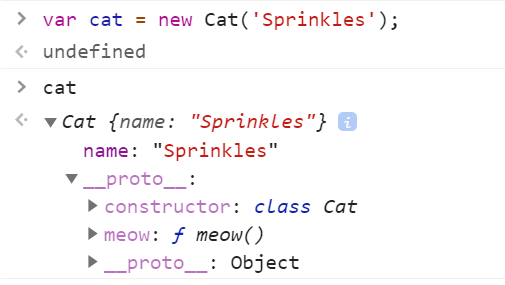 > var cat = new Cat('Sprinkles');
undefined
> cat
▼Cat {name: "Sprinkles"} i
name: "Sprinkles"
▼__proto__:
▶constructor: class Cat
▶meow: ƒ meow()
▶__proto__: Object